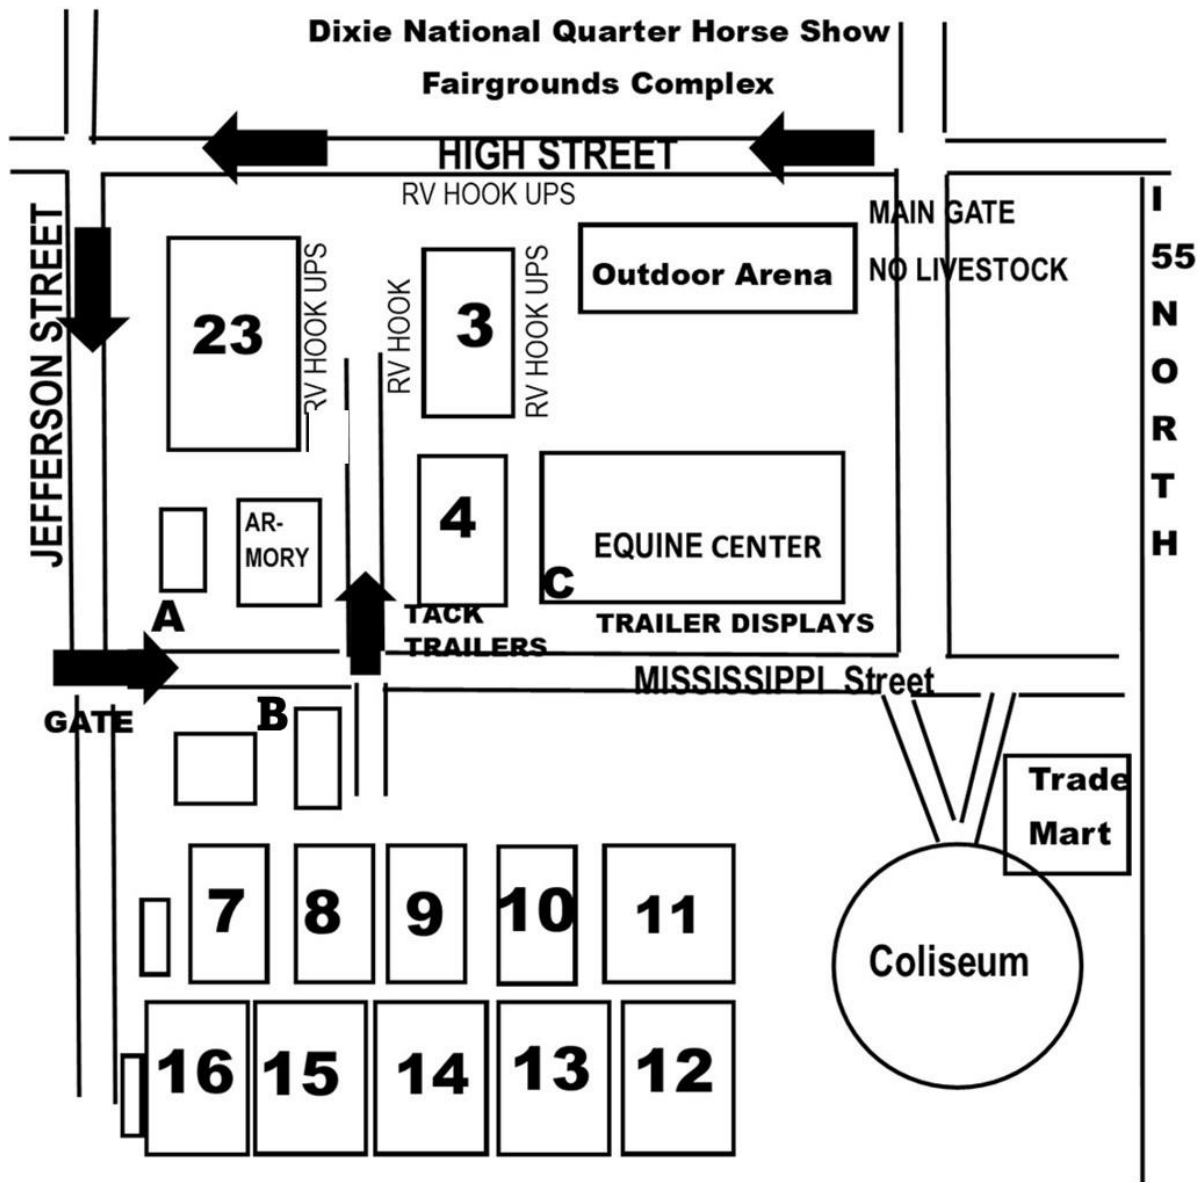 Dixie National Quarter Horse Show
Fairgrounds Complex
HIGH STREET
RV HOOK UPS
MAIN GATE
NO LIVESTOCK
I
55
N
O
R
T
H
JEFFERSON STREET
23
RV HOOK UPS
RV HOOK
3
RV HOOK UPS
Outdoor Arena
AR-
MORY
4
EQUINE CENTER
C
A
TACK
TRAILERS
TRAILER DISPLAYS
MISSISSIPPI Street
GATE
B
Trade
Mart
7
8
9
10
11
Coliseum
16
15
14
13
12